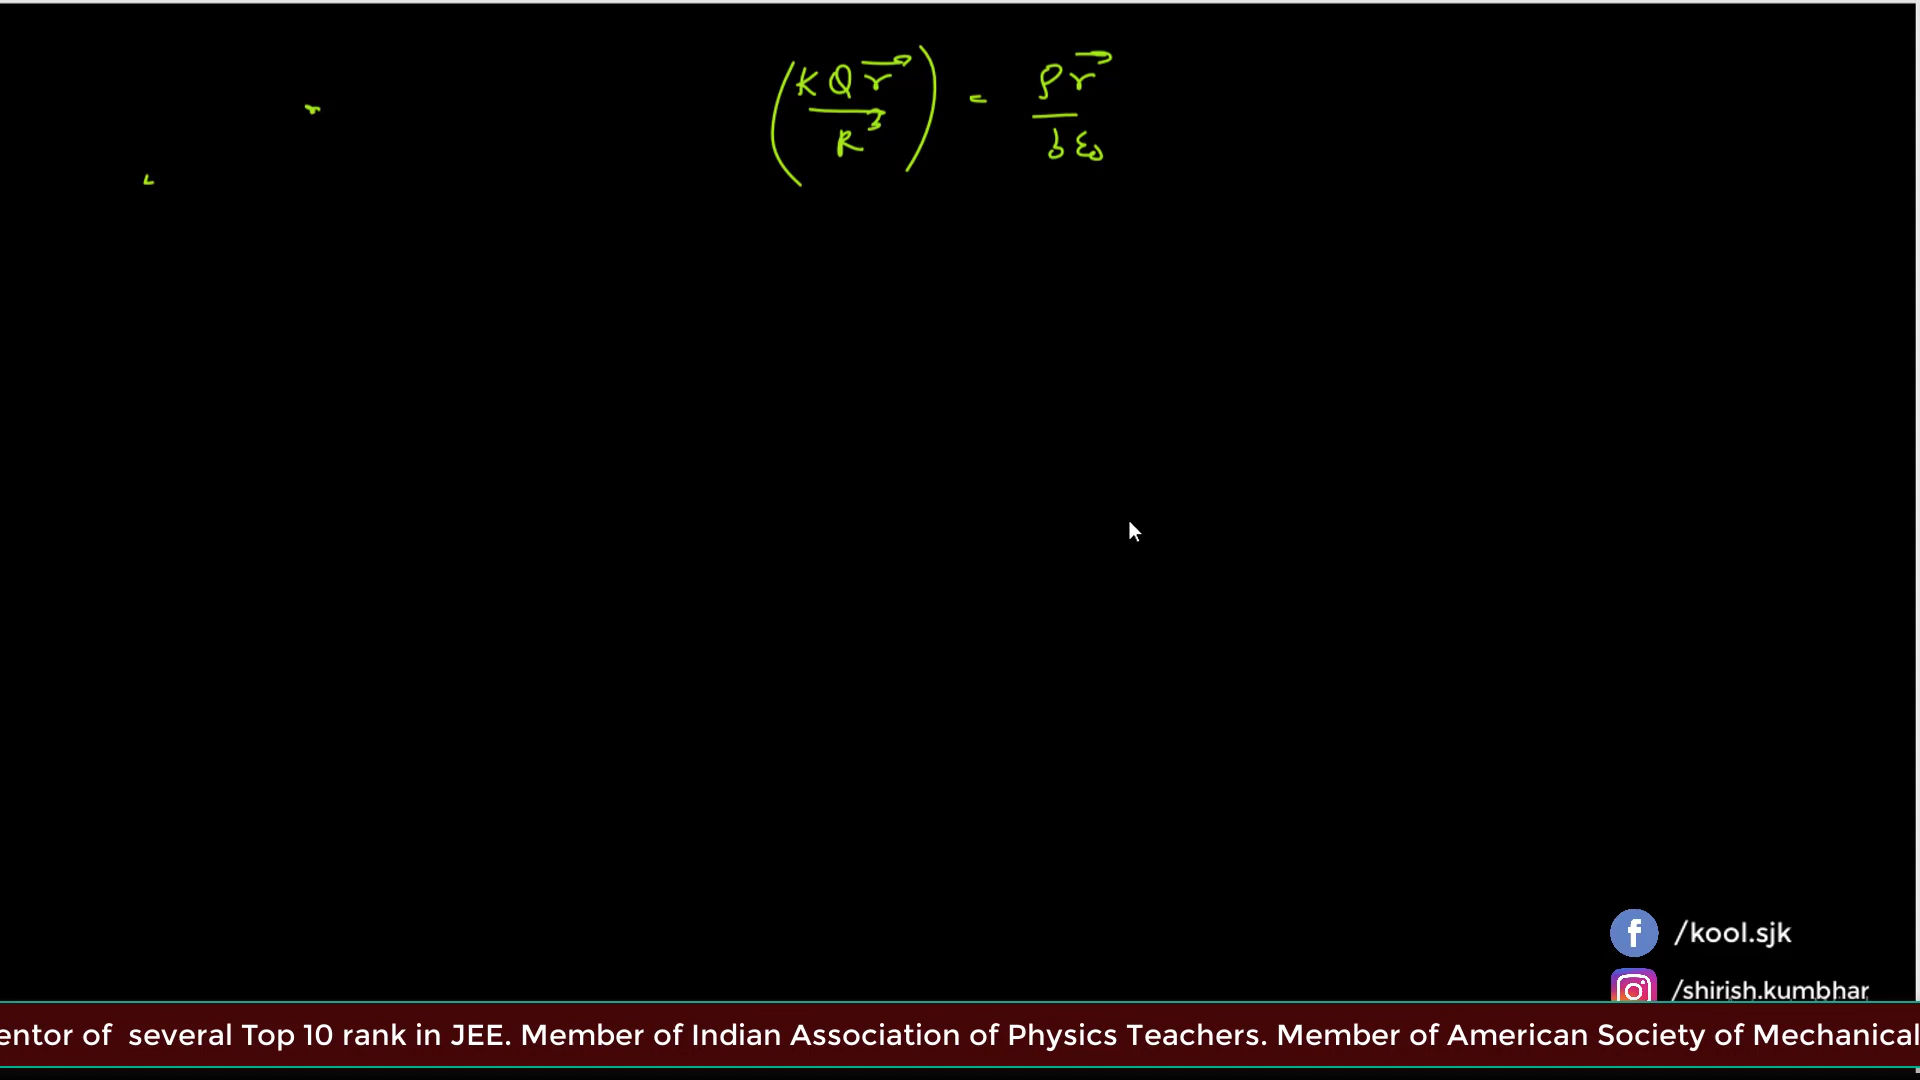 (KQr⃗/R³) = ρr⃗/3ε₀
/kool.sjk
/shirish.kumbhar
entor of several Top 10 rank in JEE. Member of Indian Association of Physics Teachers. Member of American Society of Mechanical